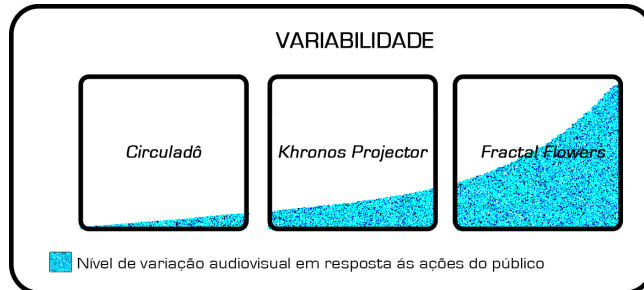 VARIABILIDADE
Circuladô
Khronos Projector
Fractal Flowers
Nível de variação audiovisual em resposta ás ações do público